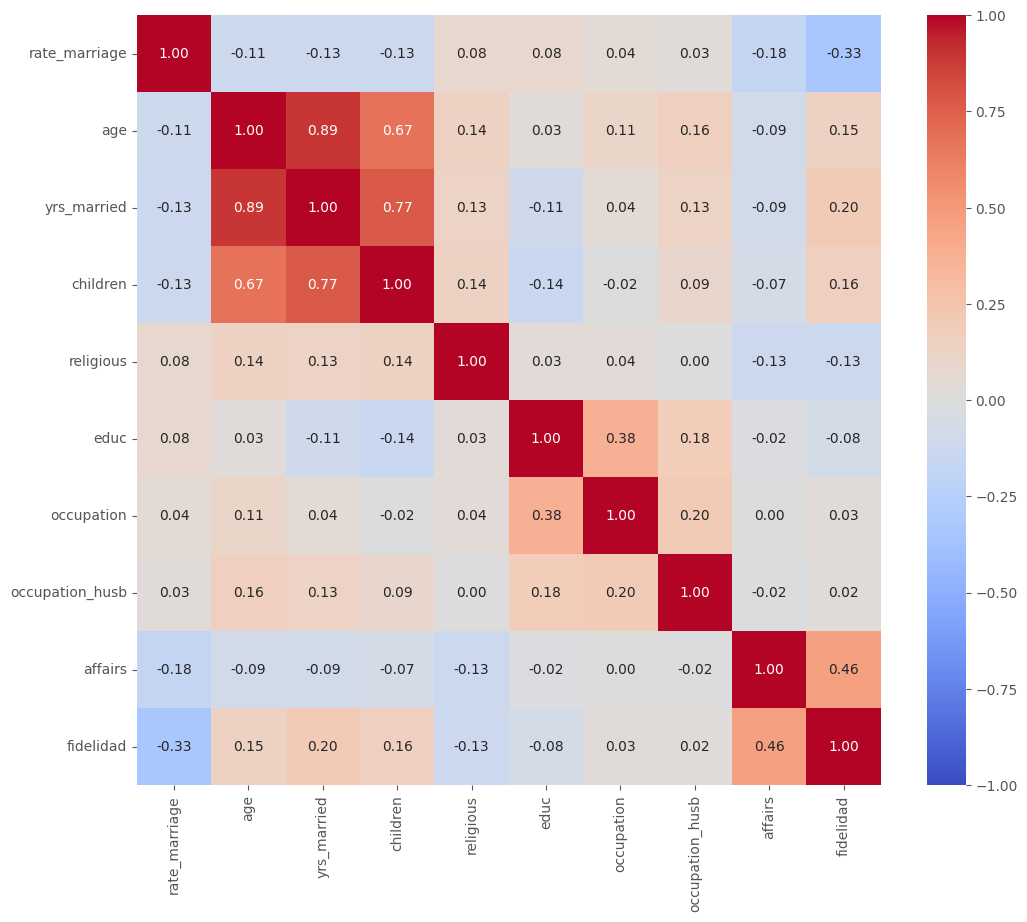 rate_marriage 1.00 -0.11 -0.13 -0.13 0.08 0.08 0.04 0.03 -0.18 -0.33
age -0.11 1.00 0.89 0.67 0.14 0.03 0.11 0.16 -0.09 0.15
yrs_married -0.13 0.89 1.00 0.77 0.13 -0.11 0.04 0.13 -0.09 0.20
children -0.13 0.67 0.77 1.00 0.14 -0.14 -0.02 0.09 -0.07 0.16
religious 0.08 0.14 0.13 0.14 1.00 0.03 0.04 0.00 -0.13 -0.13
educ 0.08 0.03 -0.11 -0.14 0.03 1.00 0.38 0.18 -0.02 -0.08
occupation 0.04 0.11 0.04 -0.02 0.04 0.38 1.00 0.20 0.00 0.03
occupation_husb 0.03 0.16 0.13 0.09 0.00 0.18 0.20 1.00 -0.02 0.02
affairs -0.18 -0.09 -0.09 -0.07 -0.13 -0.02 0.00 -0.02 1.00 0.46
fidelidad -0.33 0.15 0.20 0.16 -0.13 -0.08 0.03 0.02 0.46 1.00
rate_marriage
age
yrs_married
children
religious
educ
occupation
occupation_husb
affairs
fidelidad
1.00
0.75
0.50
0.25
0.00
−0.25
−0.50
−0.75
−1.00